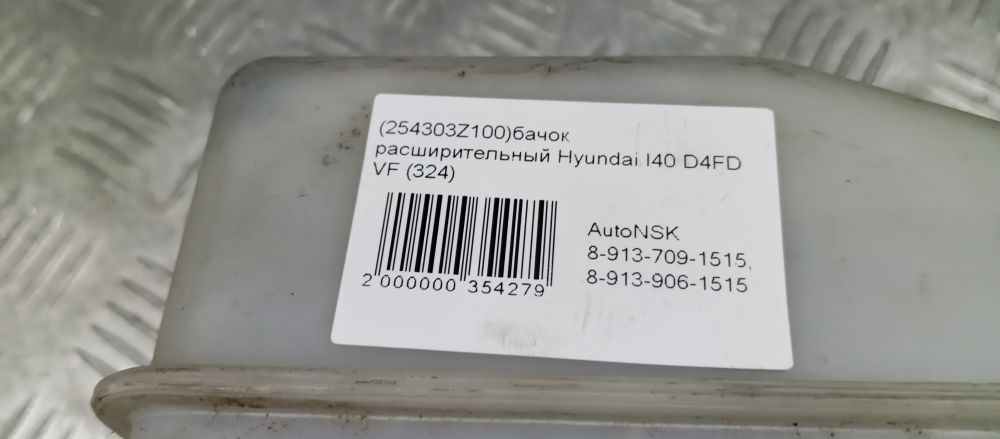 (254303Z100)бачок
расширительный Hyundai I40 D4FD
VF (324)
AutoNSK
8-913-709-1515,
8-913-906-1515
2 000000 354279